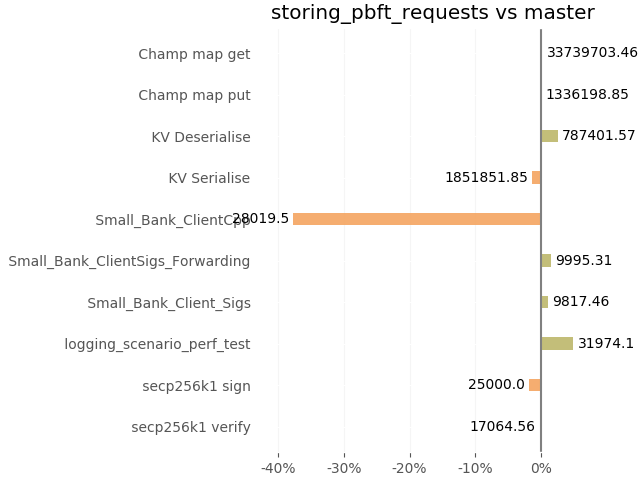 storing_pbft_requests vs master
Champ map get 33739703.46
Champ map put 1336198.85
KV Deserialise 787401.57
KV Serialise 1851851.85
Small_Bank_ClientCpp 28019.5
Small_Bank_ClientSigs_Forwarding 9995.31
Small_Bank_Client_Sigs 9817.46
logging_scenario_perf_test 31974.1
secp256k1 sign 25000.0
secp256k1 verify 17064.56
-40% -30% -20% -10% 0%